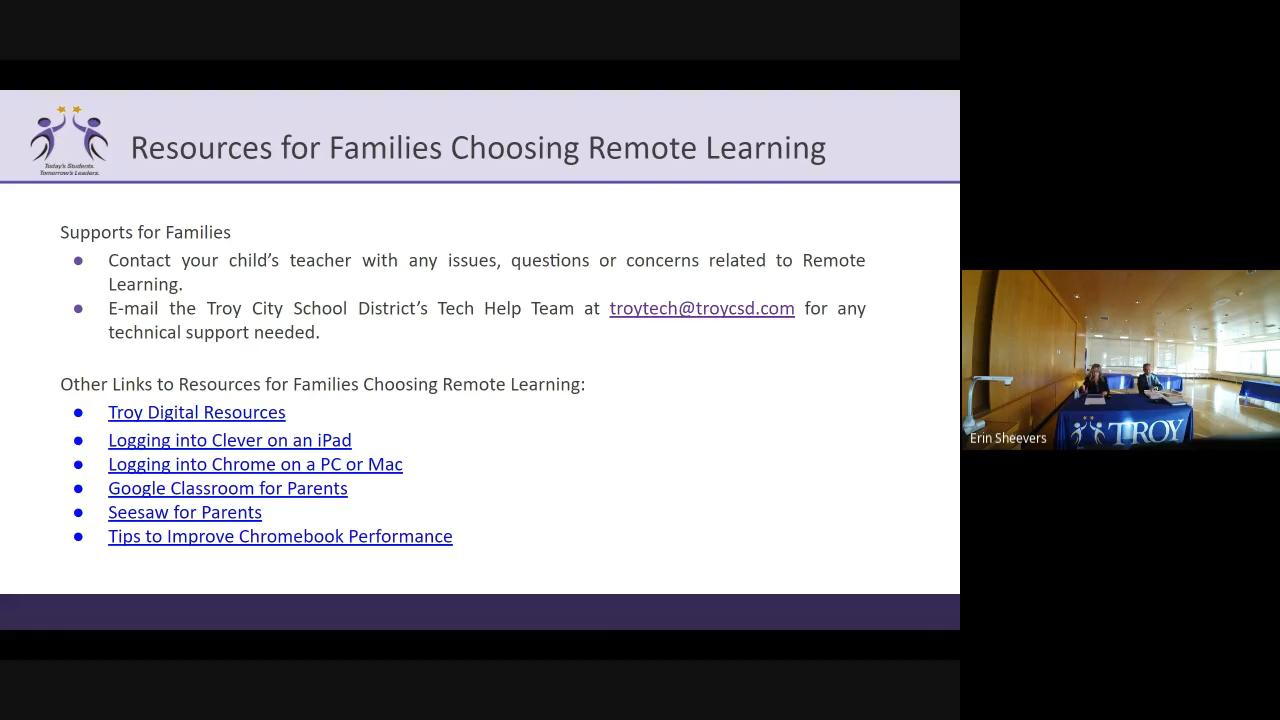 Today's Students.
Tomorrow's Leaders.
Resources for Families Choosing Remote Learning
Supports for Families
● Contact your child's teacher with any issues, questions or concerns related to Remote
Learning.
● E-mail the Troy City School District's Tech Help Team at troytech@troycsd.com for any
technical support needed.
Other Links to Resources for Families Choosing Remote Learning:
● Troy Digital Resources
● Logging into Clever on an iPad
● Logging into Chrome on a PC or Mac
● Google Classroom for Parents
● Seesaw for Parents
● Tips to Improve Chromebook Performance
TROY
Erin Sheevers